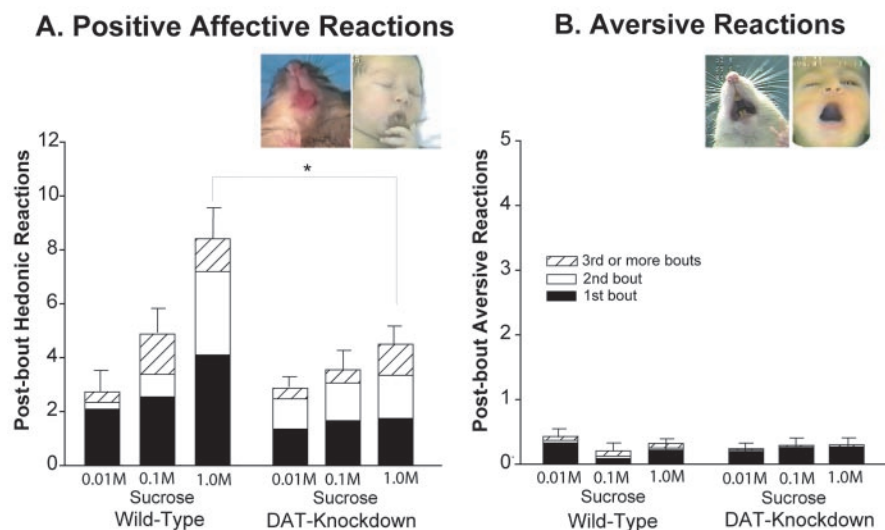 A. Positive Affective Reactions
12
10
8
6
4
2
0
Post-bout Hedonic Reactions
*
0.01M 0.1M 1.0M
Sucrose
Wild-Type
0.01M 0.1M 1.0M
Sucrose
DAT-Knockdown
B. Aversive Reactions
5
4
3
2
1
0
Post-bout Aversive Reactions
3rd or more bouts
2nd bout
1st bout
0.01M 0.1M 1.0M
Sucrose
Wild-Type
0.01M 0.1M 1.0M
Sucrose
DAT-Knockdown